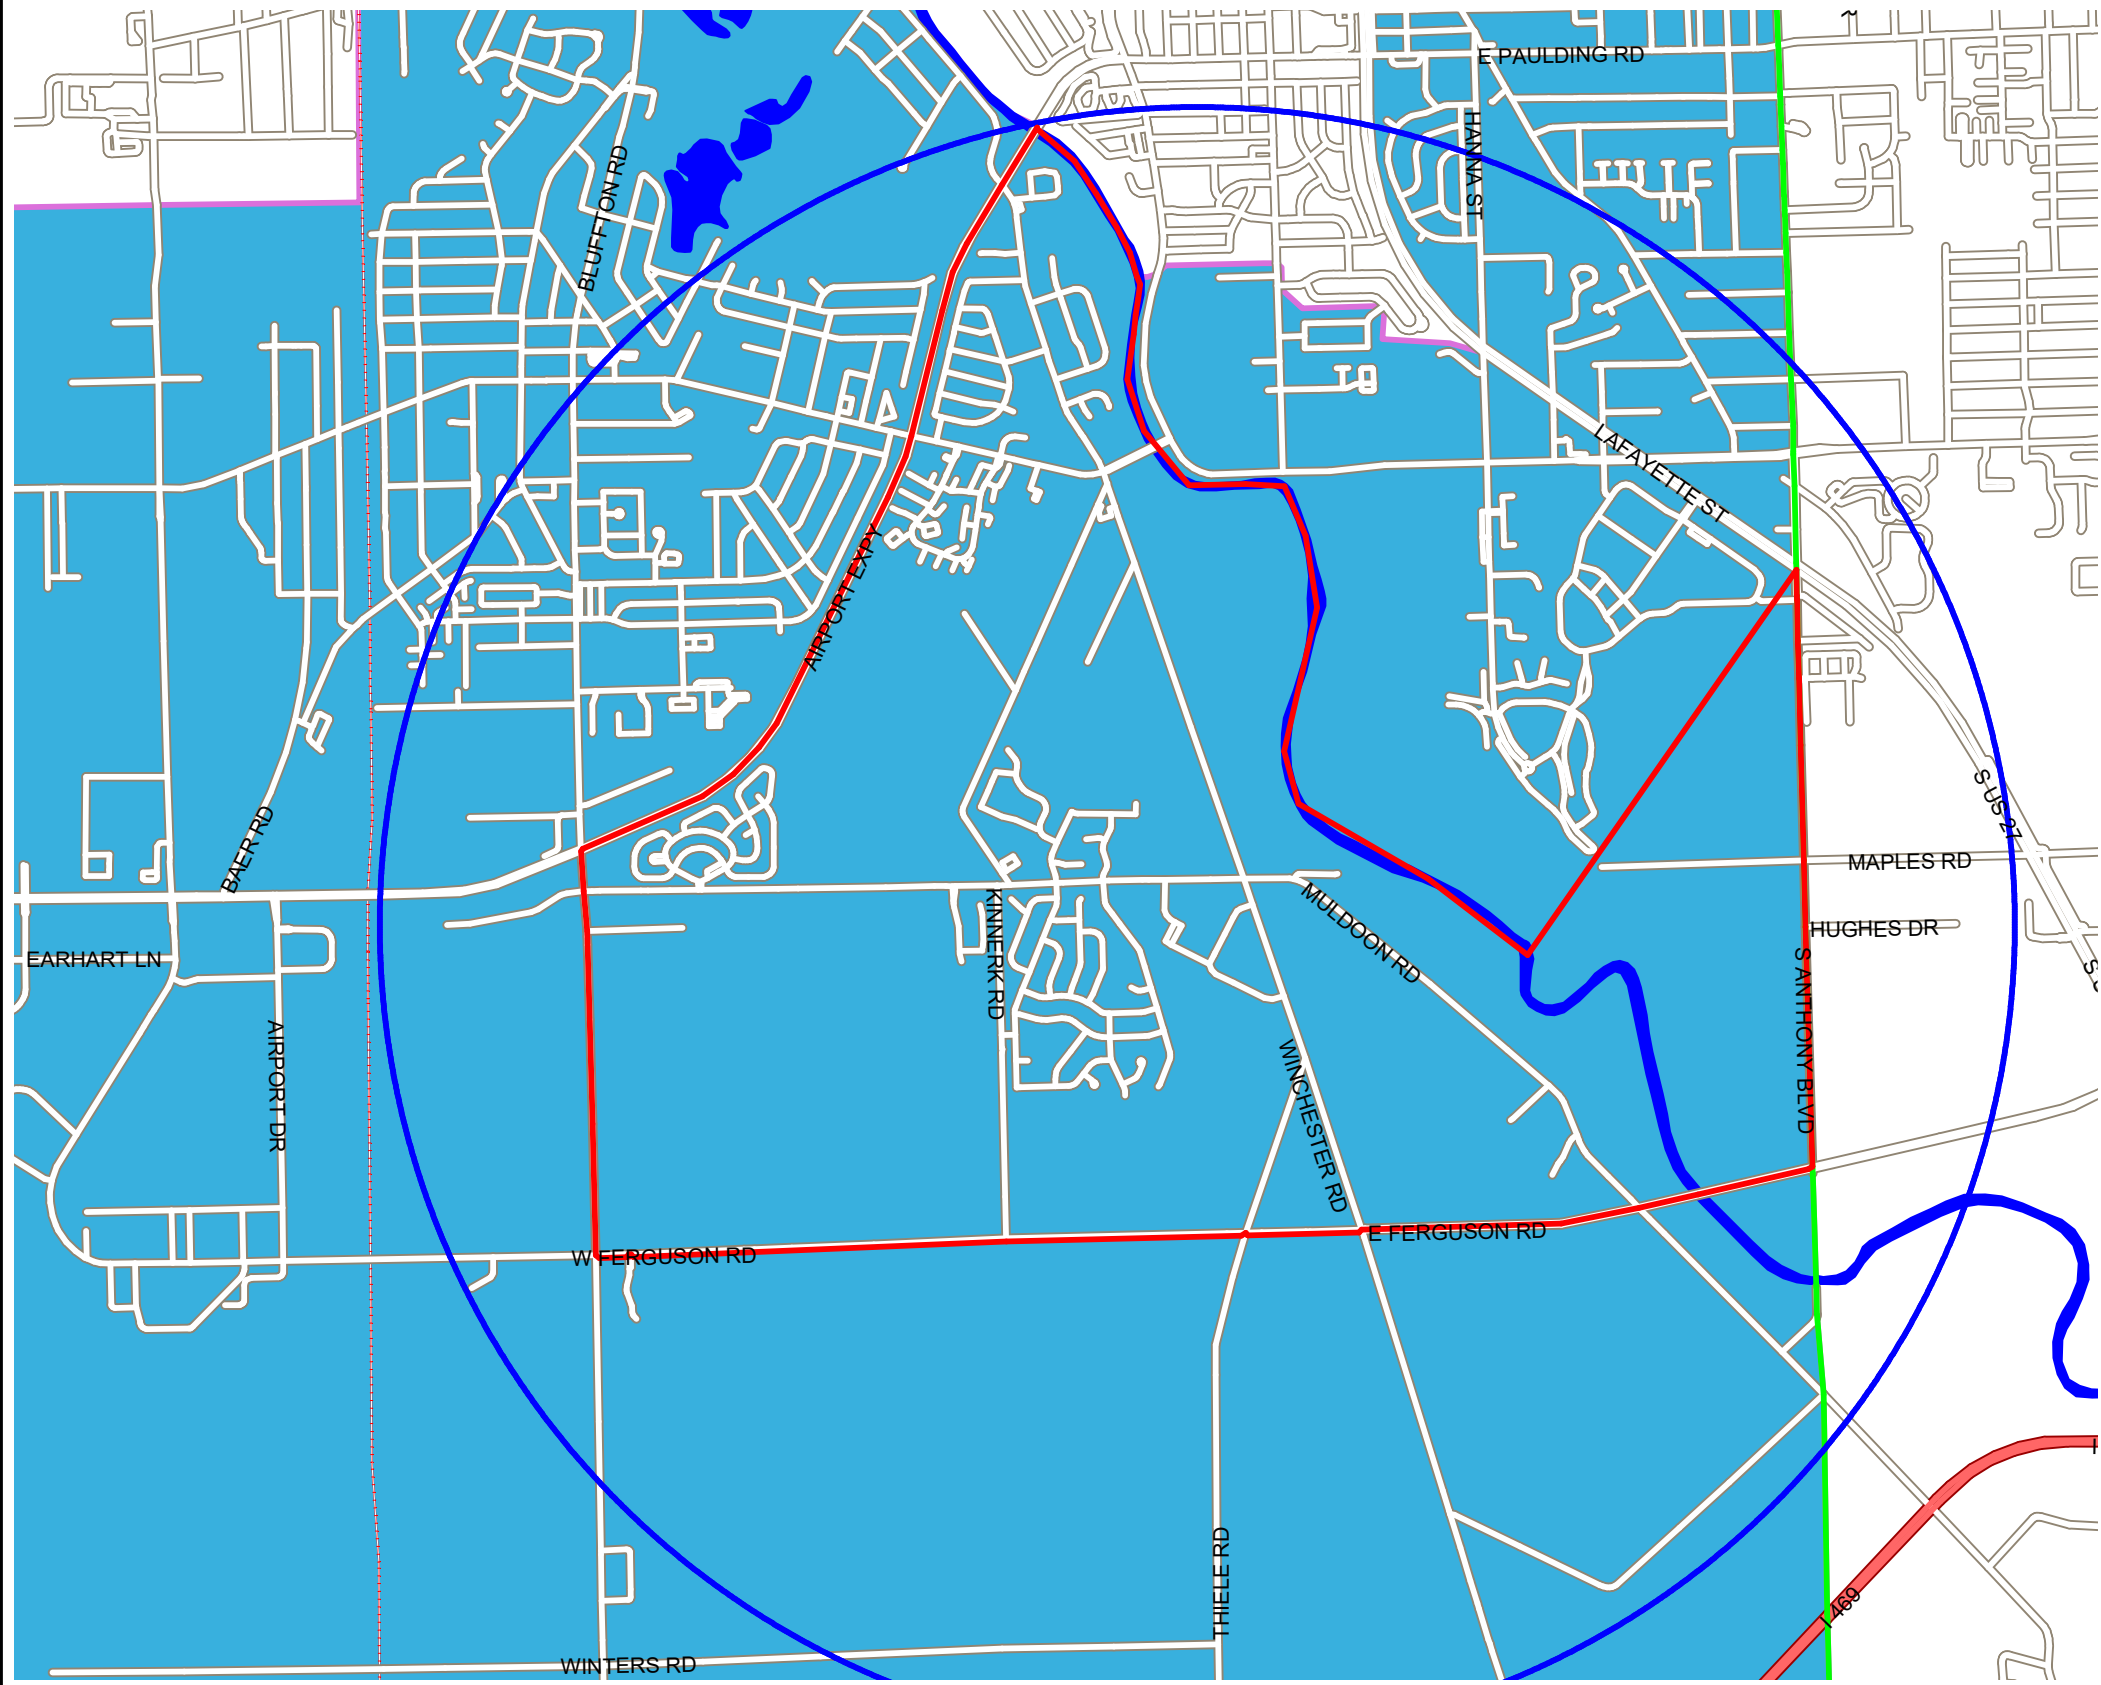 E PAULDING RD
HANNA ST
BLUFFTON RD
LAFAYETTE ST
AIRPORT EXPY
S US 27
BAER RD
MAPLES RD
KINNERK RD
MULDOON RD
HUGHES DR
EARHART LN
S ANTHONY BLVD
AIRPORT DR
WINCHESTER RD
E FERGUSON RD
W FERGUSON RD
THIELE RD
I 469
WINTERS RD